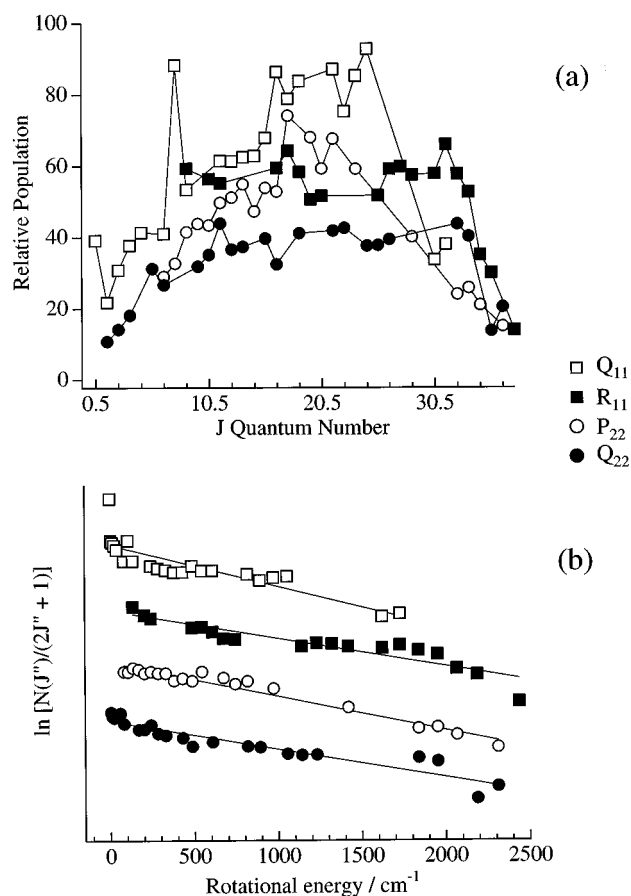 100
(a)
80
60
40
20
0
Relative Population
0.5 10.5 20.5 30.5
J Quantum Number
Q₁₁
R₁₁
P₂₂
Q₂₂
(b)
ln [N(J")/(2J" + 1)]
0 500 1000 1500 2000 2500
Rotational energy / cm⁻¹